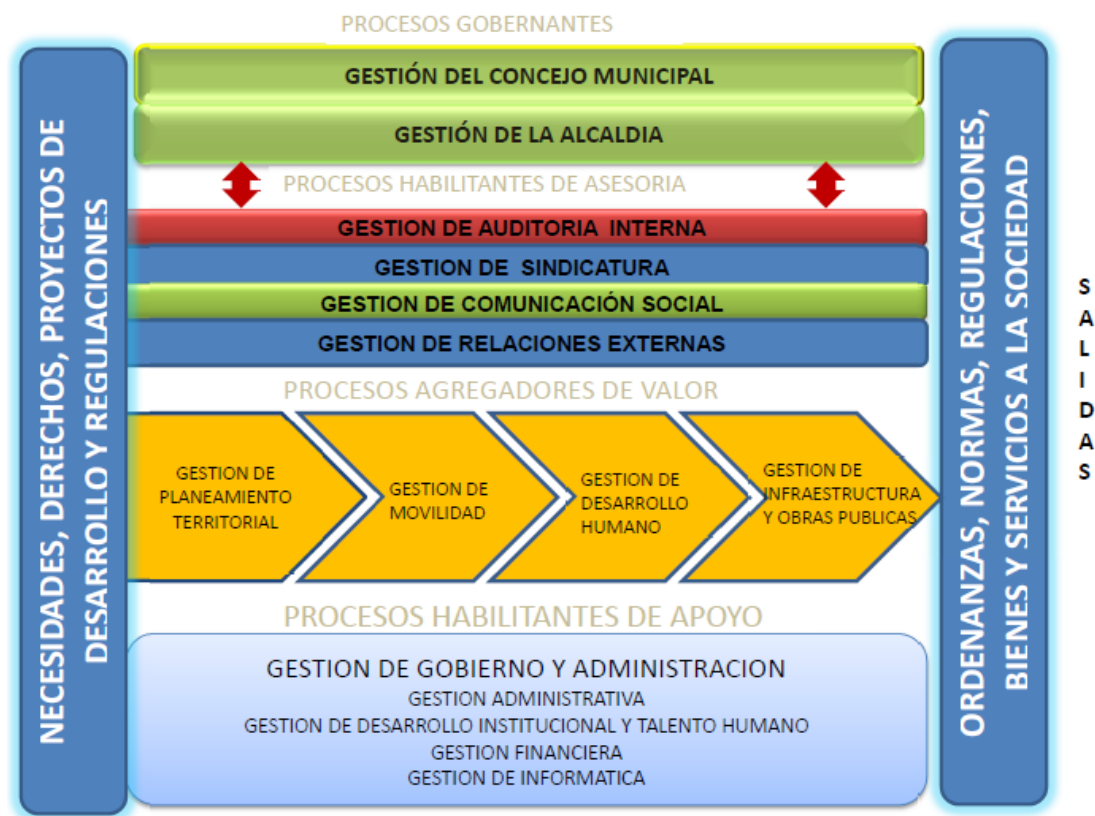 PROCESOS GOBERNANTES
NECESIDADES, DERECHOS, PROYECTOS DE
DESARROLLO Y REGULACIONES
GESTIÓN DEL CONCEJO MUNICIPAL
GESTIÓN DE LA ALCALDIA
PROCESOS HABILITANTES DE ASESORIA
GESTION DE AUDITORIA INTERNA
GESTION DE SINDICATURA
GESTION DE COMUNICACIÓN SOCIAL
GESTION DE RELACIONES EXTERNAS
PROCESOS AGREGADORES DE VALOR
GESTION DE
PLANEAMIENTO
TERRITORIAL
GESTION DE
MOVILIDAD
GESTION DE
DESARROLLO
HUMANO
GESTION DE
INFRAESTRUCTURA
Y OBRAS PUBLICAS
PROCESOS HABILITANTES DE APOYO
GESTION DE GOBIERNO Y ADMINISTRACION
GESTION ADMINISTRATIVA
GESTION DE DESARROLLO INSTITUCIONAL Y TALENTO HUMANO
GESTION FINANCIERA
GESTION DE INFORMATICA
ORDENANZAS, NORMAS, REGULACIONES,
BIENES Y SERVICIOS A LA SOCIEDAD
SALIDAS